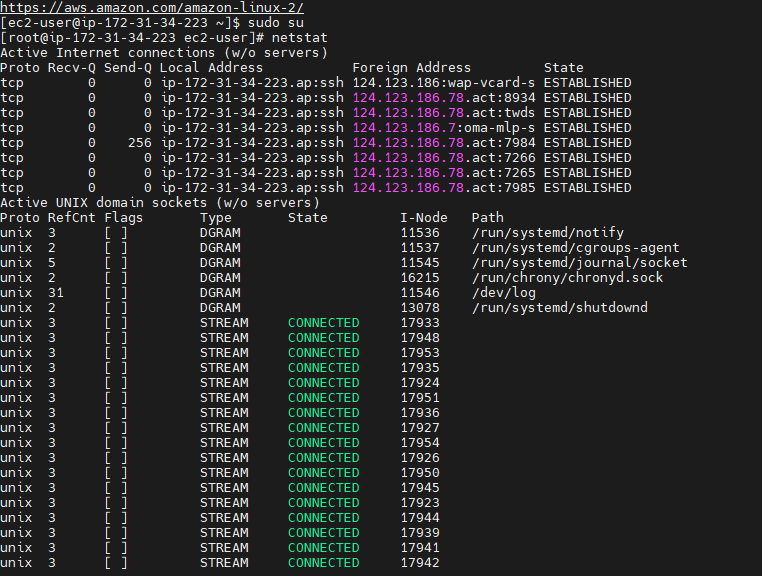 https://aws.amazon.com/amazon-linux-2/
[ec2-user@ip-172-31-34-223 ~]$ sudo su
[root@ip-172-31-34-223 ec2-user]# netstat
Active Internet connections (w/o servers)
Proto Recv-Q Send-Q Local Address           Foreign Address         State
tcp        0      0 ip-172-31-34-223.ap:ssh 124.123.186:wap-vcard-s ESTABLISHED
tcp        0      0 ip-172-31-34-223.ap:ssh 124.123.186.78.act:8934 ESTABLISHED
tcp        0      0 ip-172-31-34-223.ap:ssh 124.123.186.78.act:twds ESTABLISHED
tcp        0      0 ip-172-31-34-223.ap:ssh 124.123.186.7:oma-mlp-s ESTABLISHED
tcp        0    256 ip-172-31-34-223.ap:ssh 124.123.186.78.act:7984 ESTABLISHED
tcp        0      0 ip-172-31-34-223.ap:ssh 124.123.186.78.act:7266 ESTABLISHED
tcp        0      0 ip-172-31-34-223.ap:ssh 124.123.186.78.act:7265 ESTABLISHED
tcp        0      0 ip-172-31-34-223.ap:ssh 124.123.186.78.act:7985 ESTABLISHED
Active UNIX domain sockets (w/o servers)
Proto RefCnt Flags       Type       State         I-Node   Path
unix  3      [ ]         DGRAM                    11536    /run/systemd/notify
unix  2      [ ]         DGRAM                    11537    /run/systemd/cgroups-agent
unix  5      [ ]         DGRAM                    11545    /run/systemd/journal/socket
unix  2      [ ]         DGRAM                    16215    /run/chrony/chronyd.sock
unix  31     [ ]         DGRAM                    11546    /dev/log
unix  2      [ ]         DGRAM                    13078    /run/systemd/shutdownd
unix  3      [ ]         STREAM     CONNECTED     17933
unix  3      [ ]         STREAM     CONNECTED     17948
unix  3      [ ]         STREAM     CONNECTED     17953
unix  3      [ ]         STREAM     CONNECTED     17935
unix  3      [ ]         STREAM     CONNECTED     17924
unix  3      [ ]         STREAM     CONNECTED     17951
unix  3      [ ]         STREAM     CONNECTED     17936
unix  3      [ ]         STREAM     CONNECTED     17927
unix  3      [ ]         STREAM     CONNECTED     17954
unix  3      [ ]         STREAM     CONNECTED     17926
unix  3      [ ]         STREAM     CONNECTED     17950
unix  3      [ ]         STREAM     CONNECTED     17945
unix  3      [ ]         STREAM     CONNECTED     17923
unix  3      [ ]         STREAM     CONNECTED     17944
unix  3      [ ]         STREAM     CONNECTED     17939
unix  3      [ ]         STREAM     CONNECTED     17941
unix  3      [ ]         STREAM     CONNECTED     17942